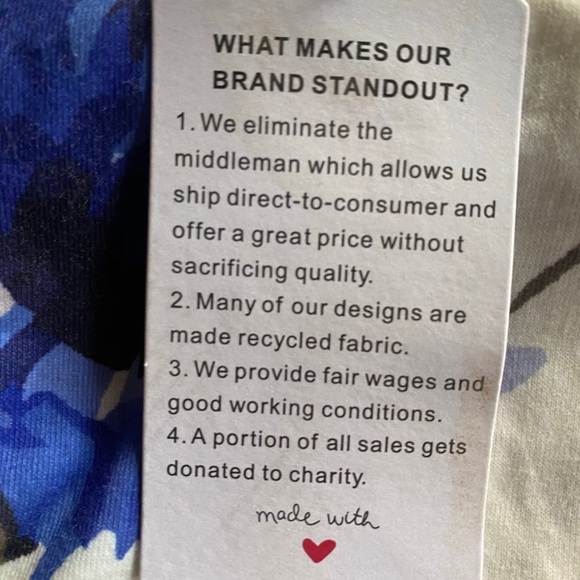 WHAT MAKES OUR
BRAND STANDOUT?
1. We eliminate the
middleman which allows us
ship direct-to-consumer and
offer a great price without
sacrificing quality.
2. Many of our designs are
made recycled fabric.
3. We provide fair wages and
good working conditions.
4. A portion of all sales gets
donated to charity.
made with